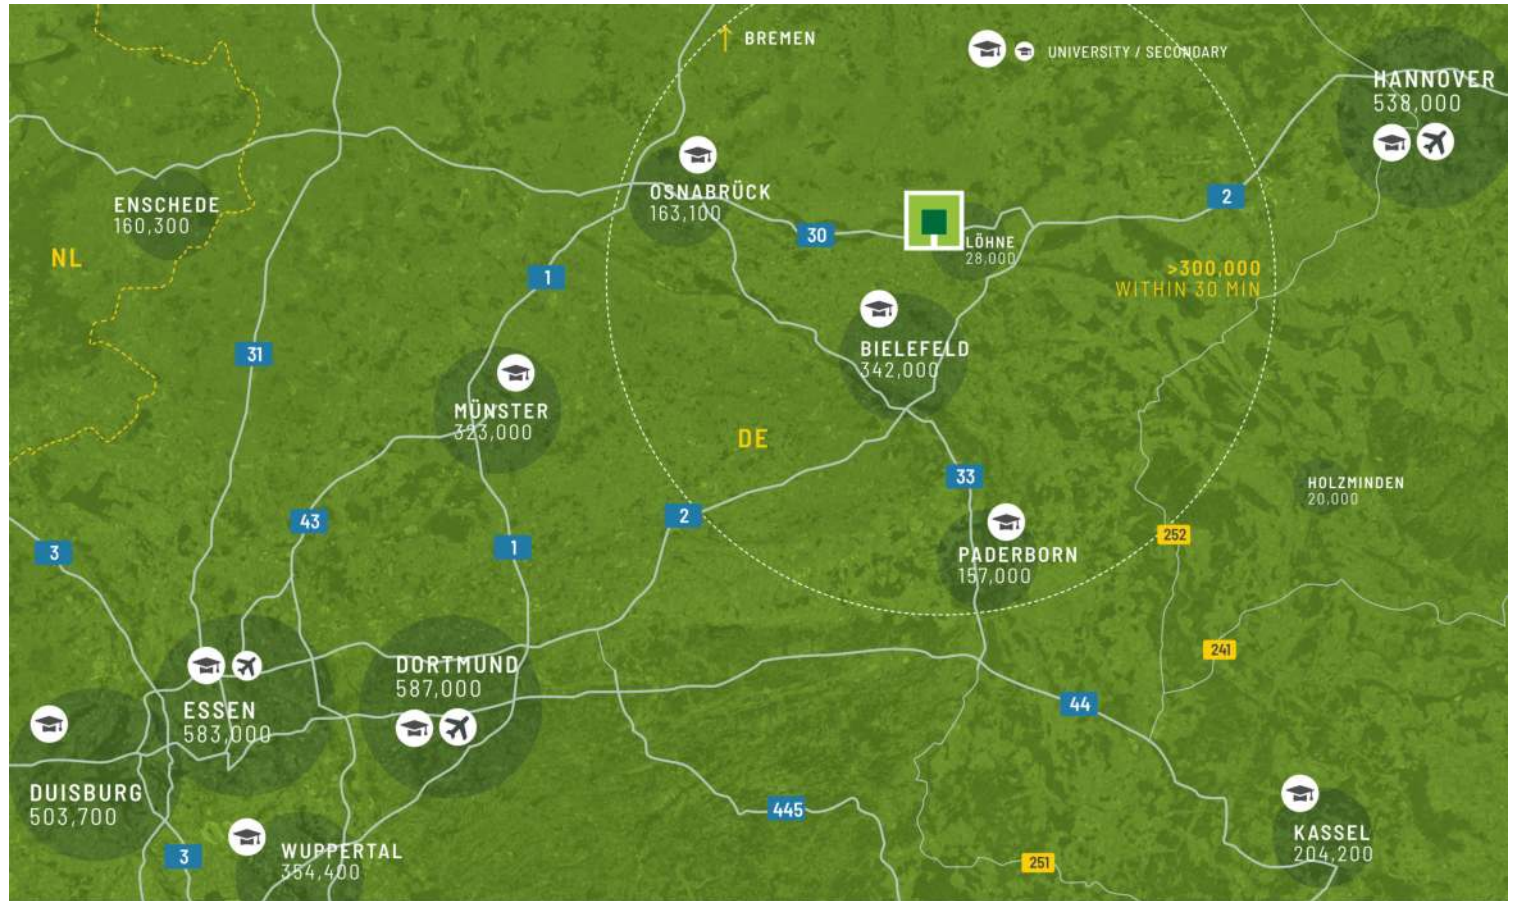 BREMEN
UNIVERSITY / SECONDARY
HANNOVER
538,000
OSNABRÜCK
163,100
ENSCHEDE
160,300
2
30
LÖHNE
28,000
NL
1
>300,000
WITHIN 30 MIN
31
BIELEFELD
342,000
MÜNSTER
323,000
DE
33
HOLZMINDEN
20,000
43
2
252
3
1
PADERBORN
157,000
241
DORTMUND
587,000
ESSEN
583,000
44
DUISBURG
503,700
445
KASSEL
204,200
3
WUPPERTAL
354,400
251